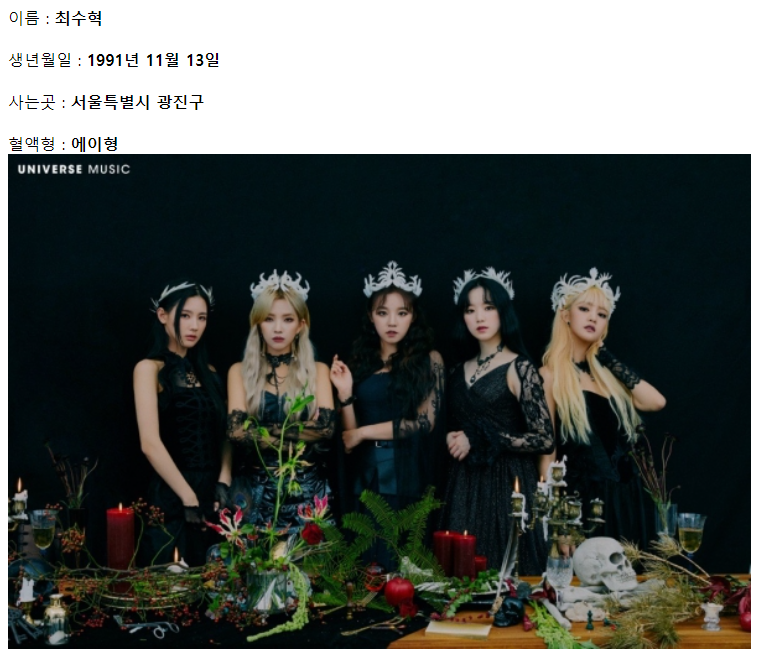 이름 : 최수혁
생년월일 : 1991년 11월 13일
사는곳 : 서울특별시 광진구
혈액형 : 에이형
UNIVERSE MUSIC